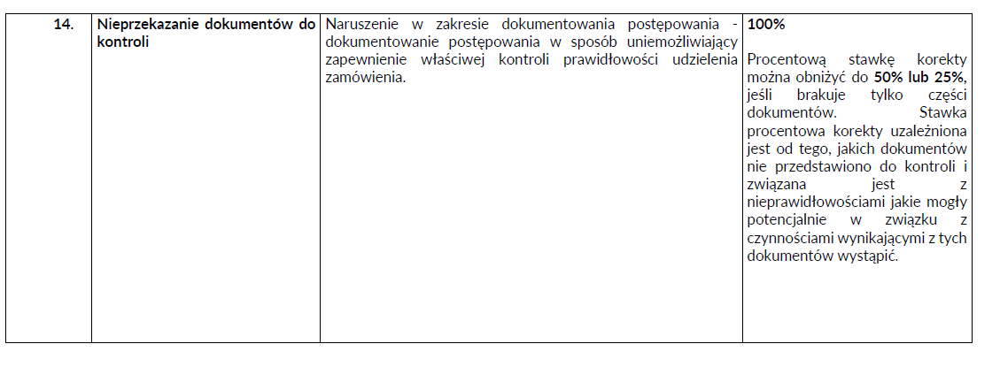 14.
Nieprzekazanie dokumentów do
kontroli
Naruszenie w zakresie dokumentowania postępowania -
dokumentowanie postępowania w sposób uniemożliwiający
zapewnienie właściwej kontroli prawidłowości udzielenia
zamówienia.
100%
Procentową stawkę korekty
można obniżyć do 50% lub 25%,
jeśli brakuje tylko części
dokumentów. Stawka
procentowa korekty uzależniona
jest od tego, jakich dokumentów
nie przedstawiono do kontroli i
związana jest z
nieprawidłowościami jakie mogły
potencjalnie w związku z
czynnościami wynikającymi z tych
dokumentów wystąpić.